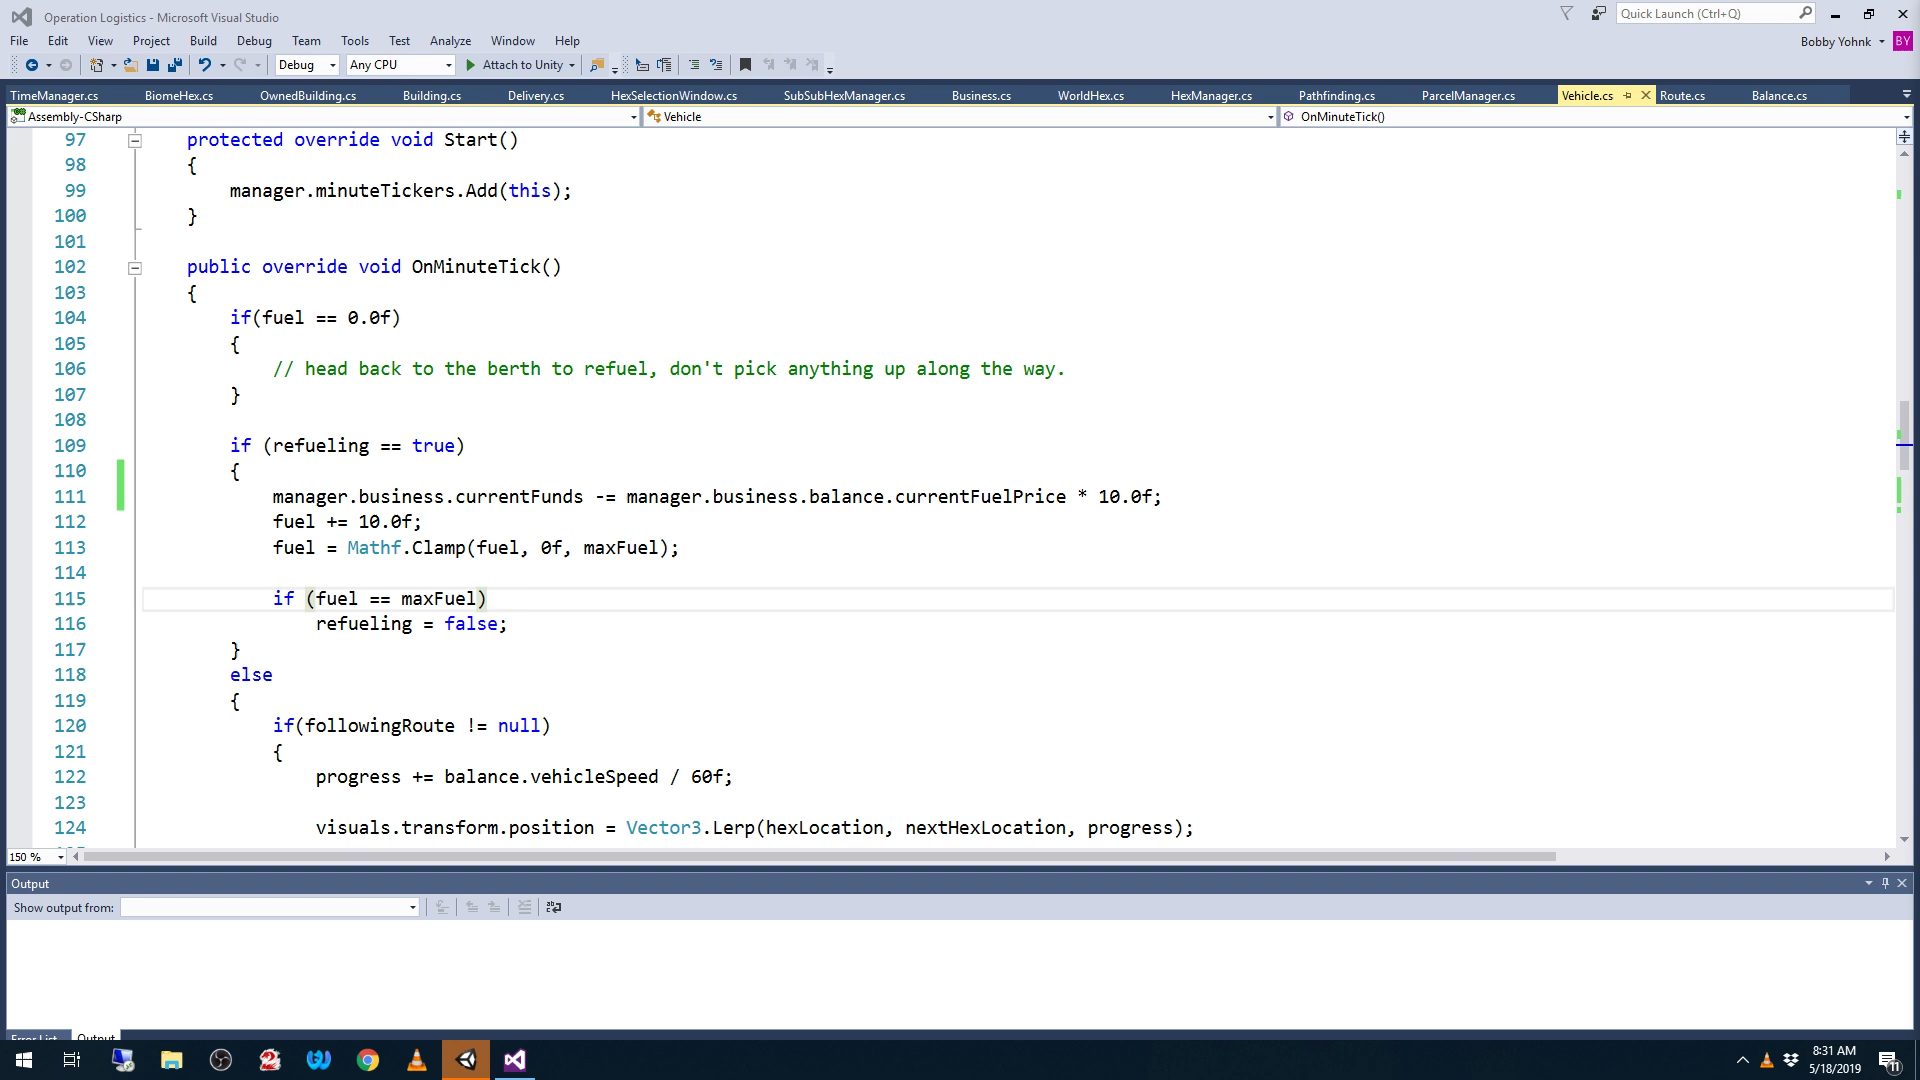 Operation Logistics - Microsoft Visual Studio
Quick Launch (Ctrl+Q)
File Edit View Project Build Debug Team Tools Test Analyze Window Help
Bobby Yohnk BY
Debug Any CPU Attach to Unity
TimeManager.cs BiomeHex.cs OwnedBuilding.cs Building.cs Delivery.cs HexSelectionWindow.cs SubSubHexManager.cs Business.cs WorldHex.cs HexManager.cs Pathfinding.cs ParcelManager.cs Vehicle.cs Route.cs Balance.cs
Assembly-CSharp Vehicle OnMinuteTick()
97 protected override void Start()
98 {
99 manager.minuteTickers.Add(this);
100 }
101
102 public override void OnMinuteTick()
103 {
104 if(fuel == 0.0f)
105 {
106 // head back to the berth to refuel, don't pick anything up along the way.
107 }
108
109 if (refueling == true)
110 {
111 manager.business.currentFunds -= manager.business.balance.currentFuelPrice * 10.0f;
112 fuel += 10.0f;
113 fuel = Mathf.Clamp(fuel, 0f, maxFuel);
114
115 if (fuel == maxFuel)
116 refueling = false;
117 }
118 else
119 {
120 if(followingRoute != null)
121 {
122 progress += balance.vehicleSpeed / 60f;
123
124 visuals.transform.position = Vector3.Lerp(hexLocation, nextHexLocation, progress);
150 %
Output
Show output from:
Error List Output
8:31 AM
5/18/2019
11